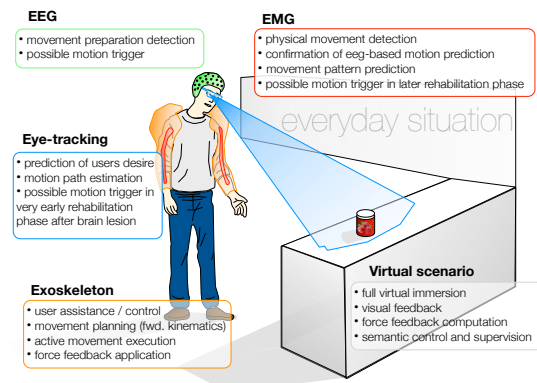 EEG
• movement preparation detection
• possible motion trigger
EMG
• physical movement detection
• confirmation of eeg-based motion prediction
• movement pattern prediction
• possible motion trigger in later rehabilitation phase
everyday situation
Eye-tracking
• prediction of users desire
• motion path estimation
• possible motion trigger in
very early rehabilitation
phase after brain lesion
Exoskeleton
• user assistance / control
• movement planning (fwd. kinematics)
• active movement execution
• force feedback application
Virtual scenario
• full virtual immersion
• visual feedback
• force feedback computation
• semantic control and supervision